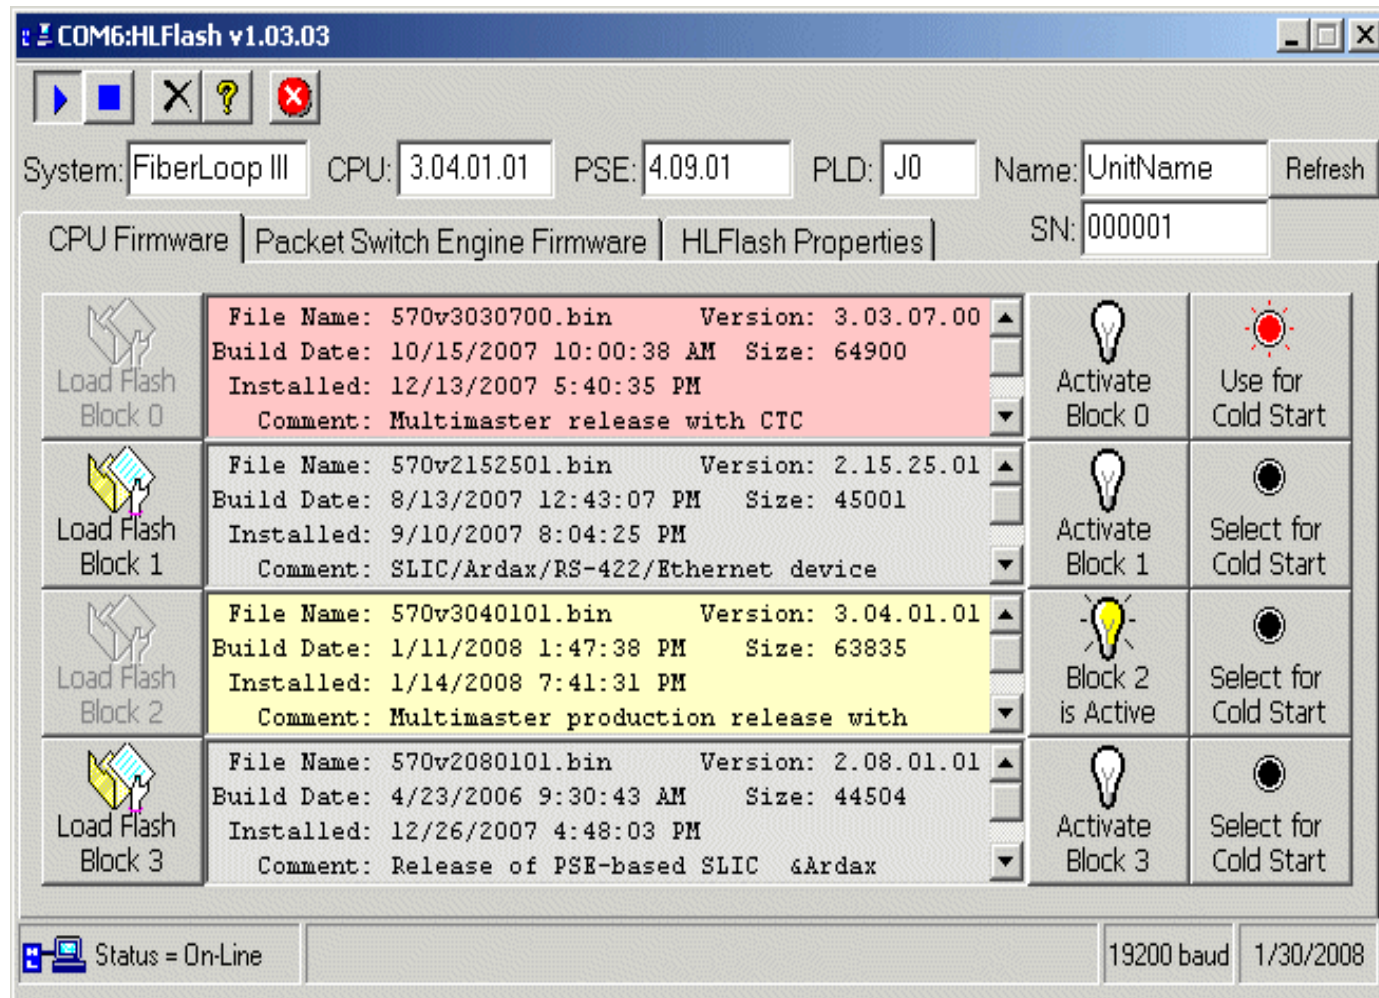 COM6:HLFlash v1.03.03
System: FiberLoop III CPU: 3.04.01.01 PSE: 4.09.01 PLD: J0 Name: UnitName Refresh
SN: 000001
CPU Firmware Packet Switch Engine Firmware HLFlash Properties
Load Flash
Block 0
File Name: 570v3030700.bin Version: 3.03.07.00
Build Date: 10/15/2007 10:00:38 AM Size: 64900
Installed: 12/13/2007 5:40:35 PM
Comment: Multimaster release with CTC
Activate
Block 0
Use for
Cold Start
Load Flash
Block 1
File Name: 570v2152501.bin Version: 2.15.25.01
Build Date: 8/13/2007 12:43:07 PM Size: 45001
Installed: 9/10/2007 8:04:25 PM
Comment: SLIC/Ardax/RS-422/Ethernet device
Activate
Block 1
Select for
Cold Start
Load Flash
Block 2
File Name: 570v3040101.bin Version: 3.04.01.01
Build Date: 1/11/2008 1:47:38 PM Size: 63835
Installed: 1/14/2008 7:41:31 PM
Comment: Multimaster production release with
Block 2
is Active
Select for
Cold Start
Load Flash
Block 3
File Name: 570v2080101.bin Version: 2.08.01.01
Build Date: 4/23/2006 9:30:43 AM Size: 44504
Installed: 12/26/2007 4:48:03 PM
Comment: Release of PSE-based SLIC &Ardax
Activate
Block 3
Select for
Cold Start
Status = On-Line 19200 baud 1/30/2008